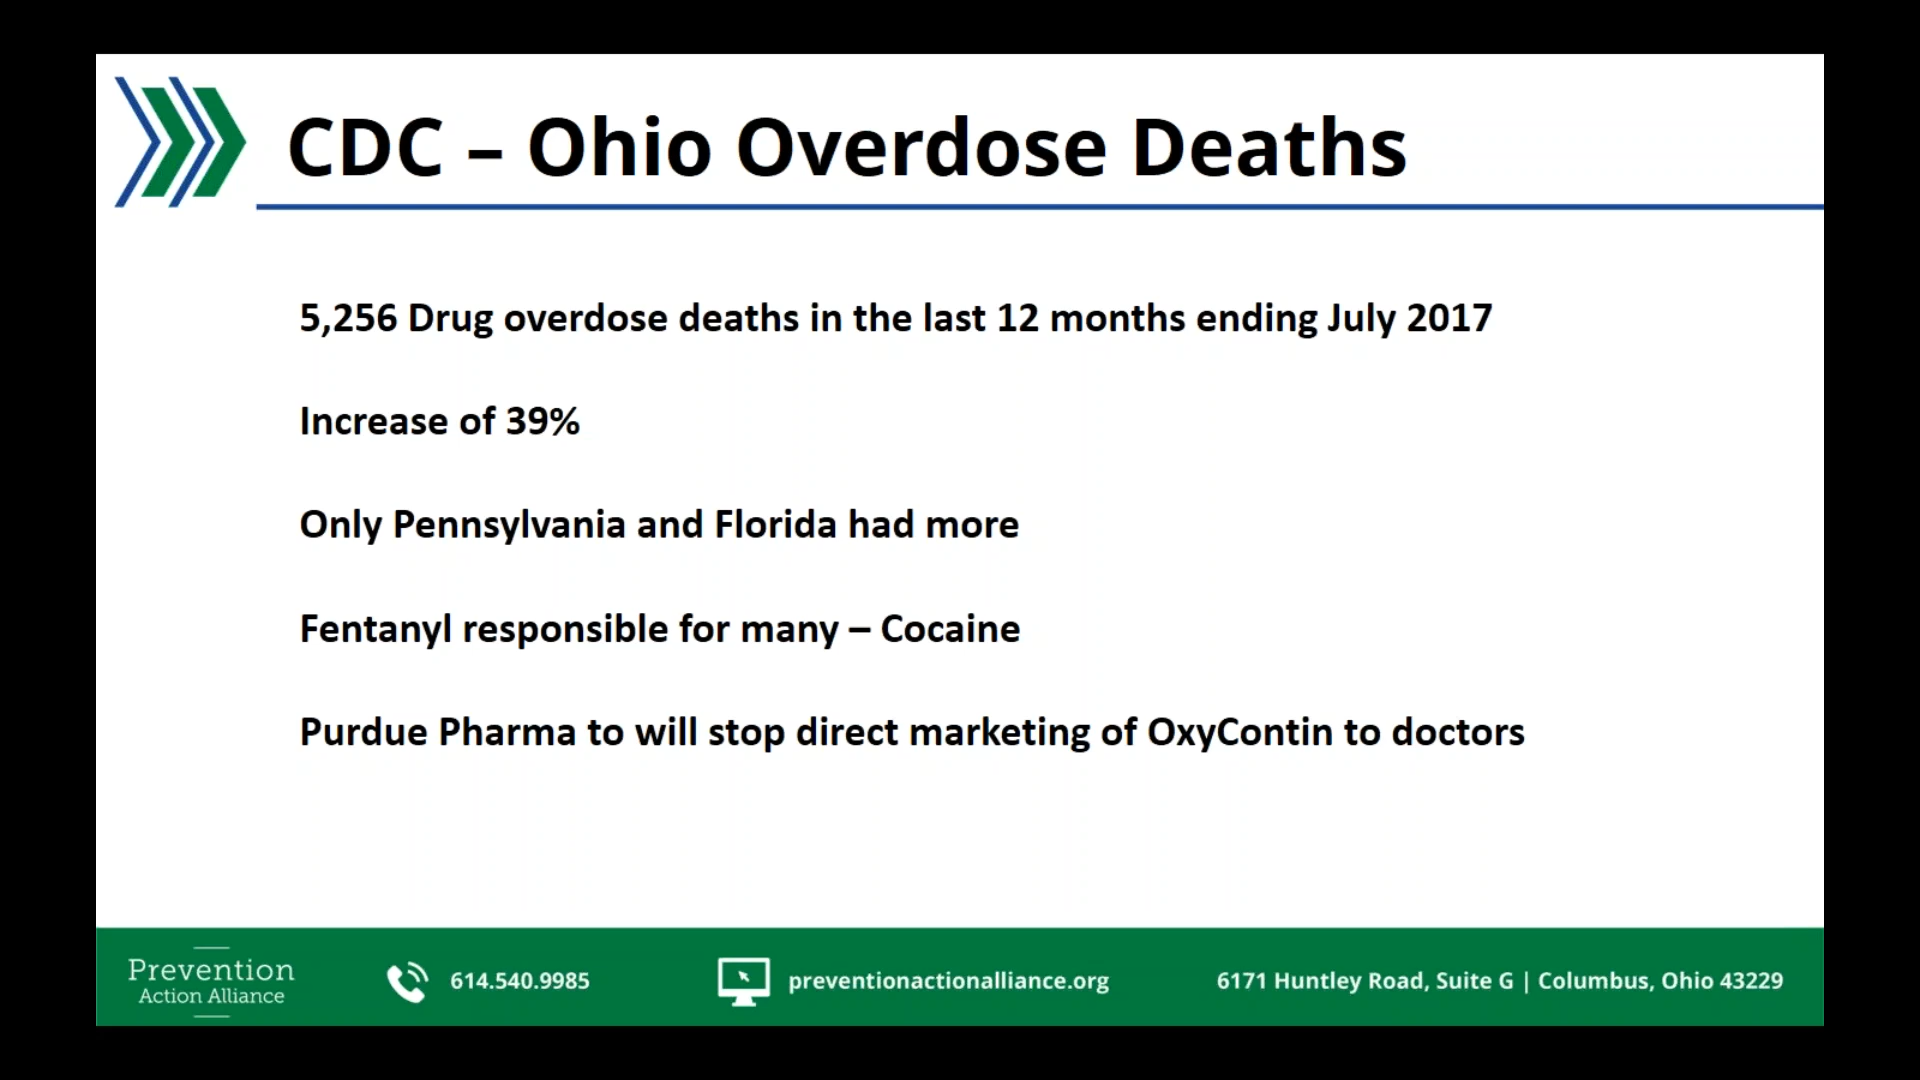 CDC – Ohio Overdose Deaths
5,256 Drug overdose deaths in the last 12 months ending July 2017
Increase of 39%
Only Pennsylvania and Florida had more
Fentanyl responsible for many – Cocaine
Purdue Pharma to will stop direct marketing of OxyContin to doctors
Prevention
Action Alliance
614.540.9985
preventionactionalliance.org
6171 Huntley Road, Suite G | Columbus, Ohio 43229